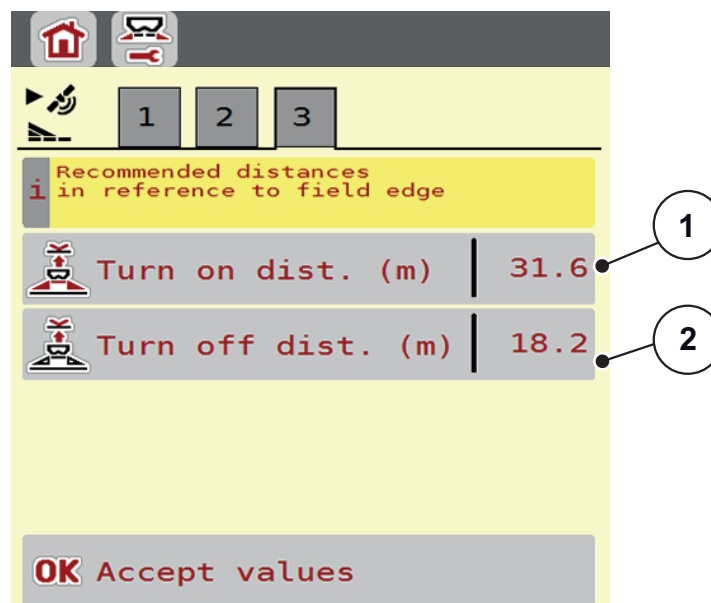 1 2 3
i Recommended distances
in reference to field edge
Turn on dist. (m) 31.6
1
Turn off dist. (m) 18.2
2
OK Accept values